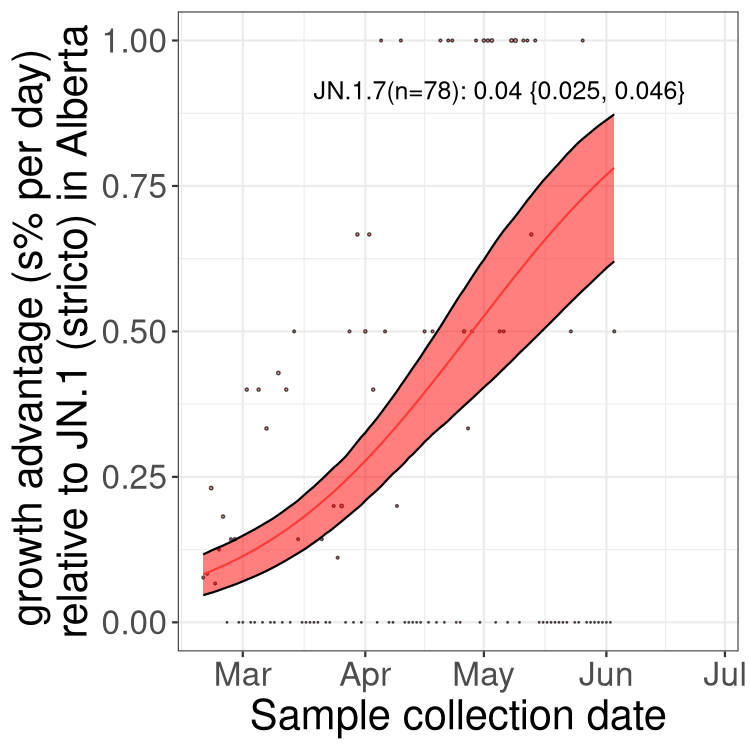 growth advantage (s% per day)
relative to JN.1 (stricto) in Alberta
1.00
0.75
0.50
0.25
0.00
JN.1.7(n=78): 0.04 {0.025, 0.046}
Mar Apr May Jun Jul
Sample collection date